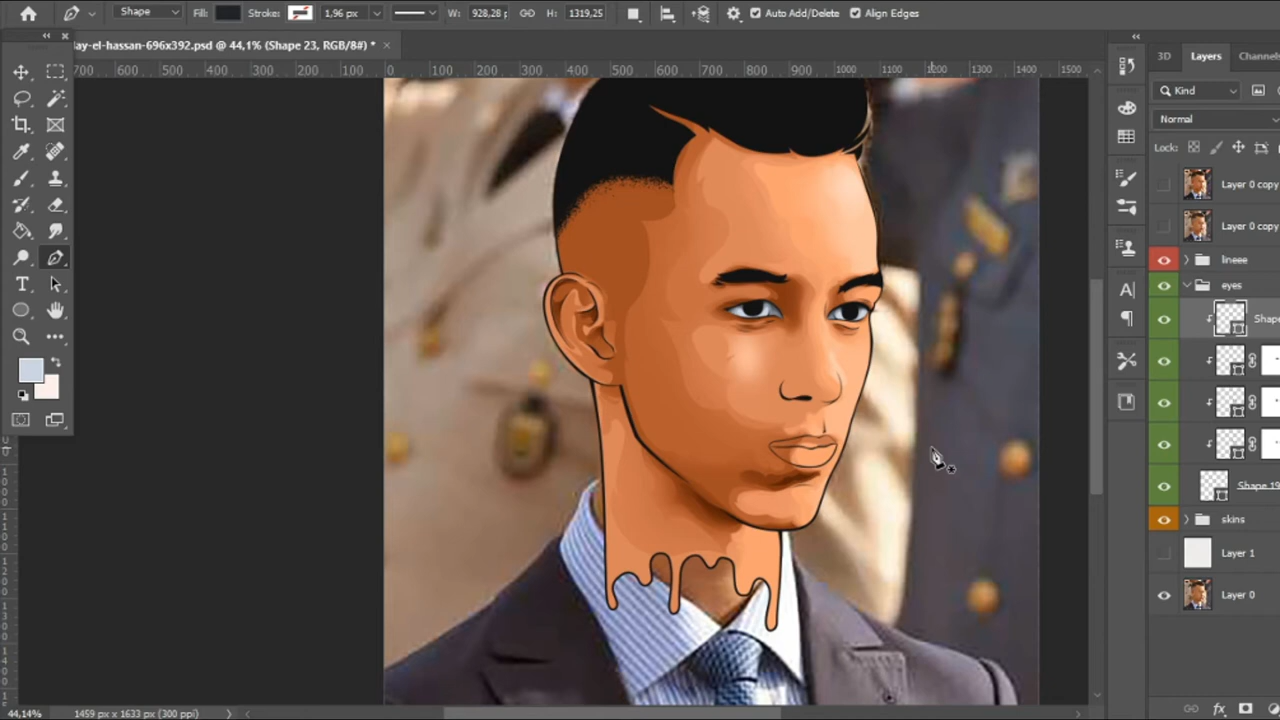 Shape Fill: Stroke: 1,96 px W: 928,28 p H: 1319,25 Auto Add/Delete Align Edges
lay-el-hassan-696x392.psd @ 44,1% (Shape 23, RGB/8#) * ×
3D Layers Channels
700 600 500 400 300 200 100 0 100 200 300 400 500 600 700 800 900 1000 1100 1200 1300 1400 1500
Kind
Normal
Lock:
Layer 0 copy
Layer 0 copy
lineee
eyes
Shap
Shape 19
skins
Layer 1
Layer 0
44,14% 1459 px x 1633 px (300 ppi)